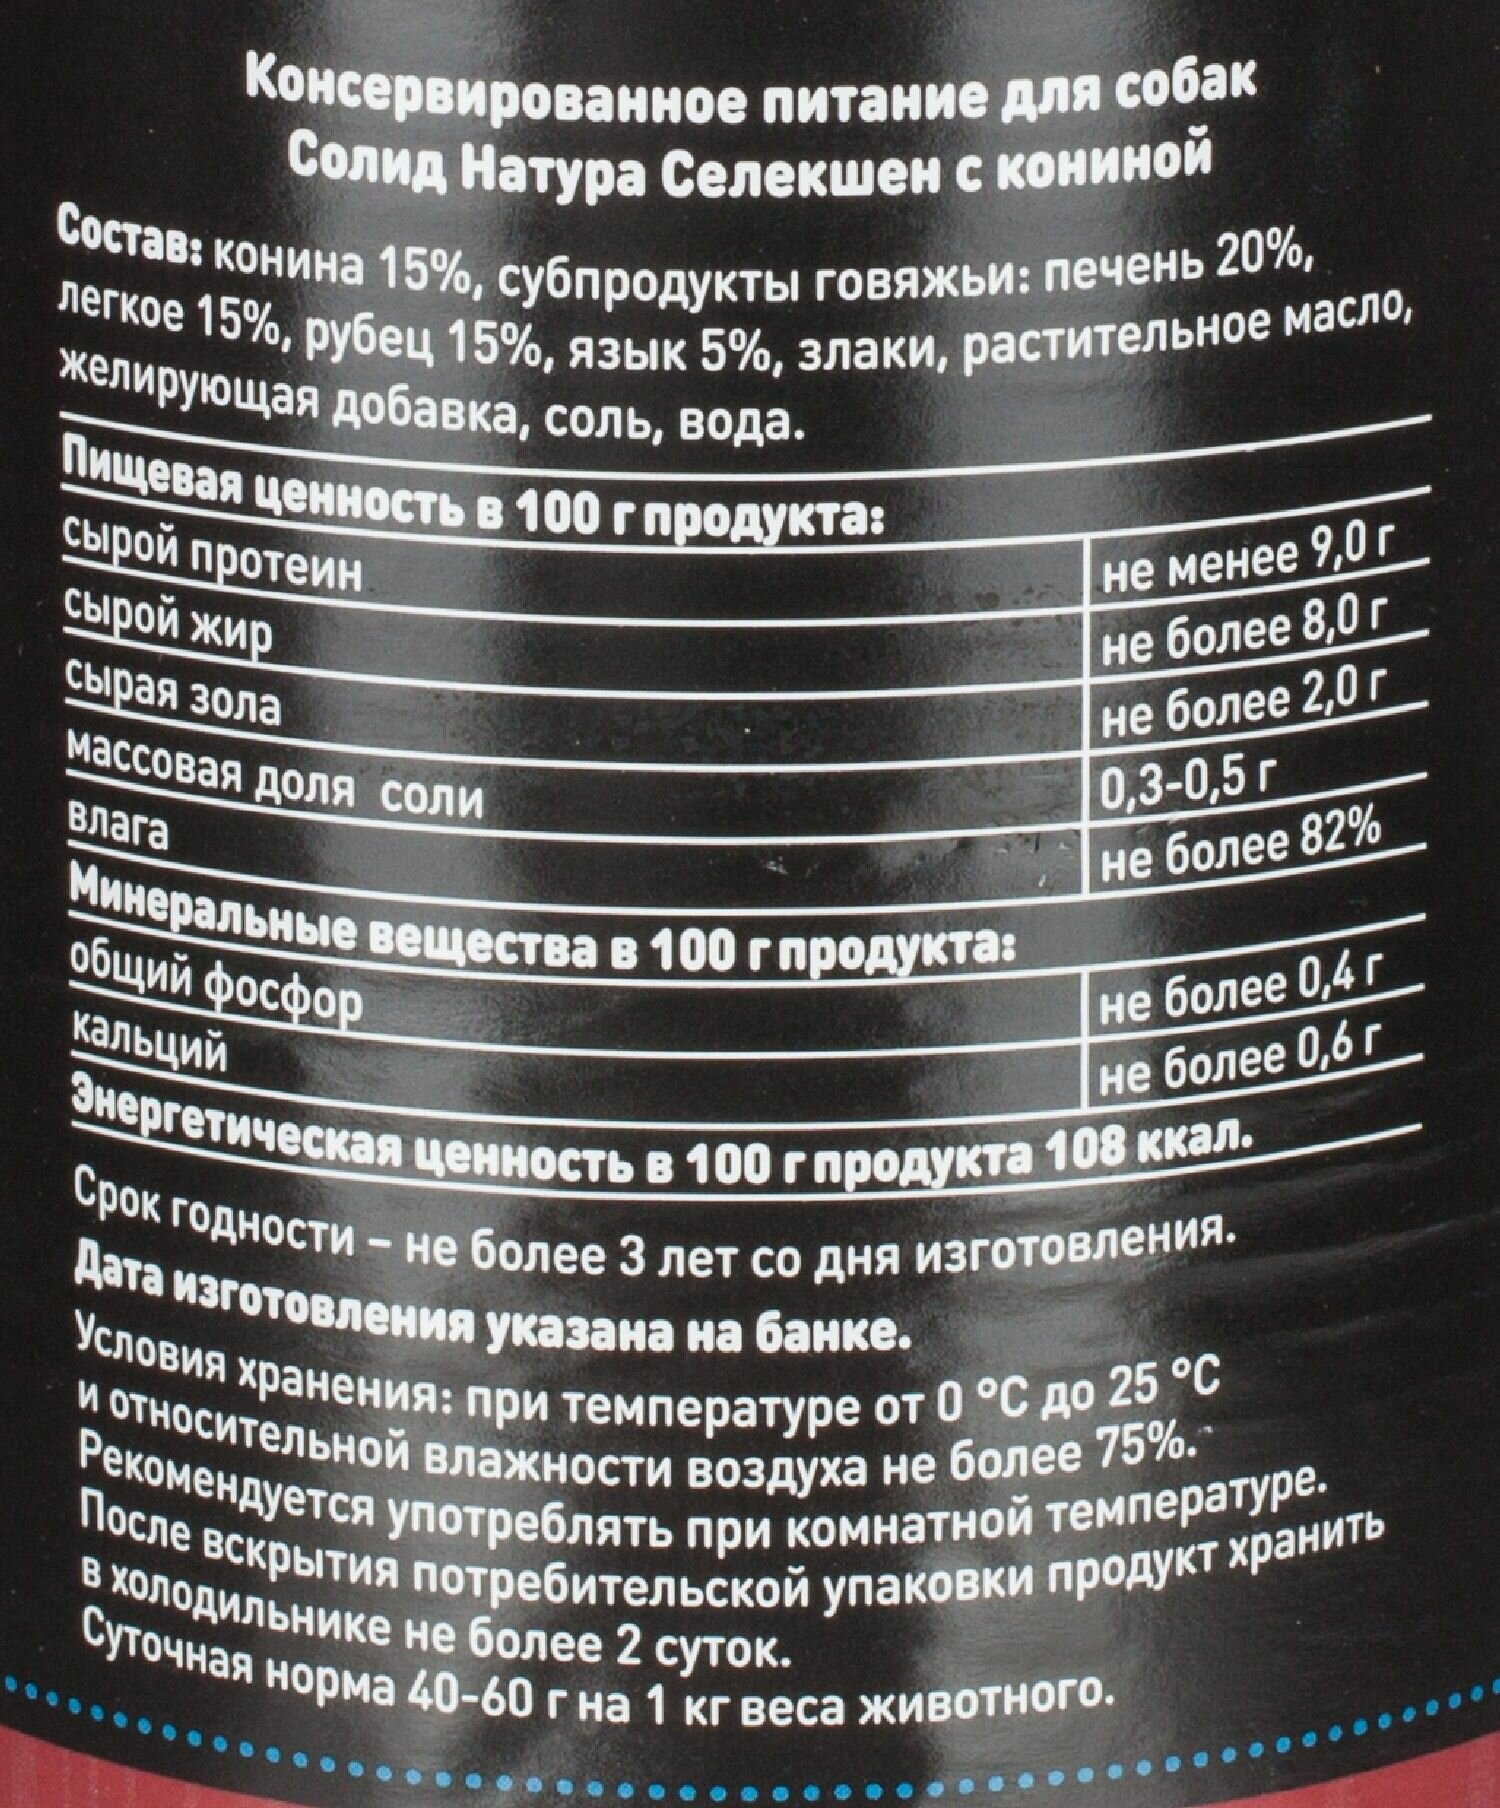 Консервированное питание для собак
Солид Натура Селекшен с кониной
Состав: конина 15%, субпродукты говяжьи: печень 20%,
легкое 15%, рубец 15%, язык 5%, злаки, растительное масло,
желирующая добавка, соль, вода.
Пищевая ценность в 100 г продукта:
сырой протеин не менее 9,0 г
сырой жир не более 8,0 г
сырая зола не более 2,0 г
массовая доля соли 0,3-0,5 г
влага не более 82%
Минеральные вещества в 100 г продукта:
общий фосфор не более 0,4 г
кальций не более 0,6 г
Энергетическая ценность в 100 г продукта 108 ккал.
Срок годности – не более 3 лет со дня изготовления.
Дата изготовления указана на банке.
Условия хранения: при температуре от 0 °С до 25 °С
и относительной влажности воздуха не более 75%.
Рекомендуется употреблять при комнатной температуре.
После вскрытия потребительской упаковки продукт хранить
в холодильнике не более 2 суток.
Суточная норма 40-60 г на 1 кг веса животного.